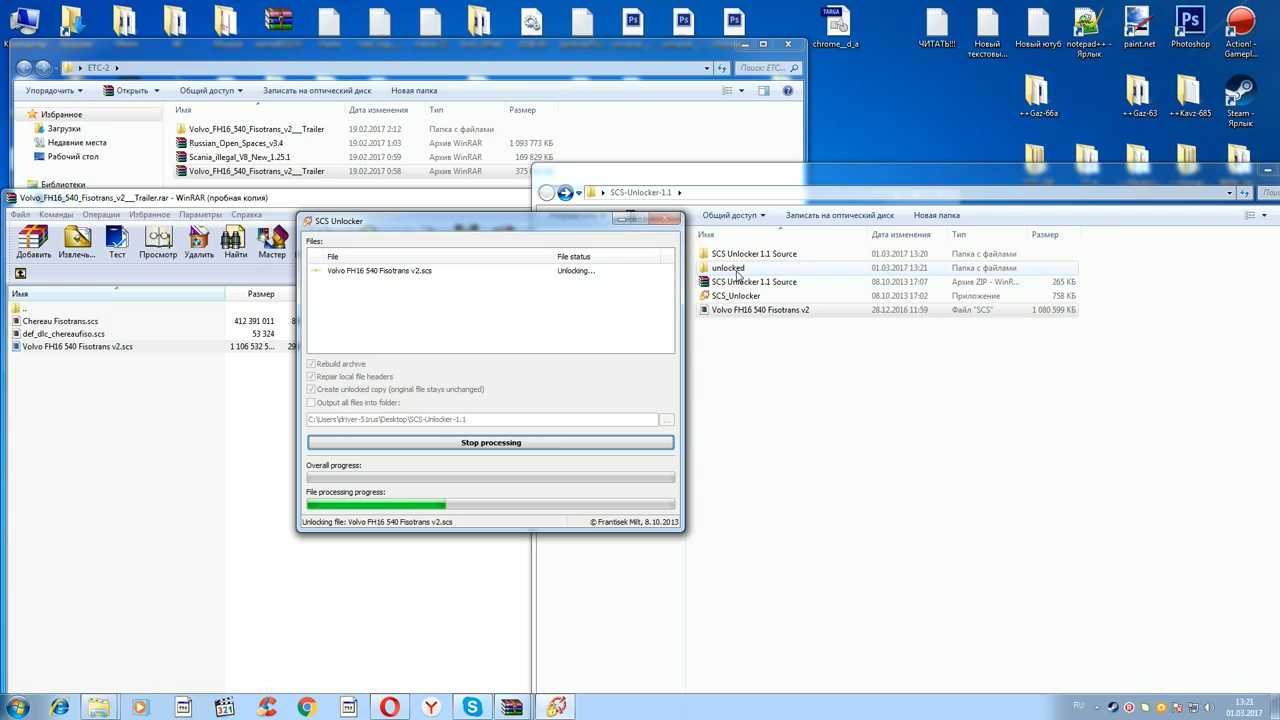 chrome__d_a
ЧИТАТЬ!!!
Новый текстовы...
Новый ютуб
notepad++ - Ярлык
paint.net
Photoshop
Action! - Gamepl...
++Gaz-66a
++Gaz-63
++Kavz-685
Steam - Ярлык
ETC-2
Поиск: ETC...
Упорядочить
Открыть
Общий доступ
Записать на оптический диск
Новая папка
Избранное
Загрузки
Недавние места
Рабочий стол
Библиотеки
Имя
Дата изменения
Тип
Размер
Volvo_FH16_540_Fisotrans_v2__Trailer 19.02.2017 2:12 Папка с файлами
Russian_Open_Spaces_v3.4 19.02.2017 1:03 Архив WinRAR 1 093 773 КБ
Scania_illegal_V8_New_1.25.1 19.02.2017 0:59 Архив WinRAR 169 829 КБ
Volvo_FH16_540_Fisotrans_v2__Trailer 19.02.2017 0:58 Архив WinRAR 375
Volvo_FH16_540_Fisotrans_v2__Trailer.rar - WinRAR (пробная копия)
Файл Команды Операции Избранное Параметры Справка
Добавить Извлечь... Тест Просмотр Удалить Найти Мастер
Имя Размер
..
Chereau Fisotrans.scs 412 391 011 8
def_dlc_chereaufiso.scs 53 324
Volvo FH16 540 Fisotrans v2.scs 1 106 532 5... 29
SCS Unlocker
Files:
File File status
Volvo FH16 540 Fisotrans v2.scs Unlocking...
Rebuild archive
Repair local file headers
Create unlocked copy (original file stays unchanged)
Output all files into folder:
C:\Users\driver-51rus\Desktop\SCS-Unlocker-1.1
...
Stop processing
Overall progress:
File processing progress:
Unlocking file: Volvo FH16 540 Fisotrans v2.scs
© Frantisek Milt, 8.10.2013
SCS-Unlocker-1.1
Общий доступ
Записать на оптический диск
Новая папка
Имя Дата изменения Тип Размер
SCS Unlocker 1.1 Source 01.03.2017 13:20 Папка с файлами
unlocked 01.03.2017 13:21 Папка с файлами
SCS Unlocker 1.1 Source 08.10.2013 17:07 Архив ZIP - WinR... 265 КБ
SCS_Unlocker 08.10.2013 17:02 Приложение 758 КБ
Volvo FH16 540 Fisotrans v2 28.12.2016 11:59 Файл "SCS" 1 080 599 КБ
RU
13:21
01.03.2017